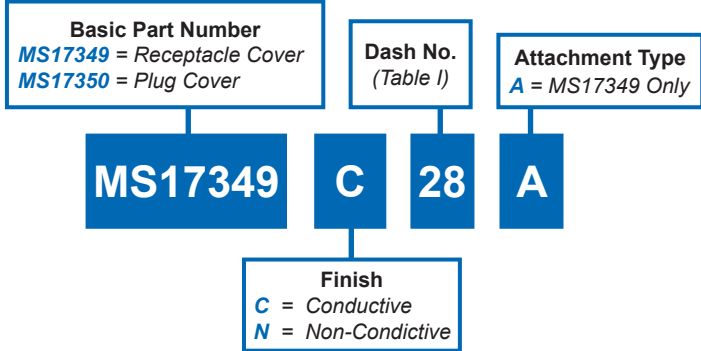 Basic Part Number
MS17349 = Receptacle Cover
MS17350 = Plug Cover
Dash No.
(Table I)
Attachment Type
A = MS17349 Only
MS17349
C
28
A
Finish
C = Conductive
N = Non-Condictive